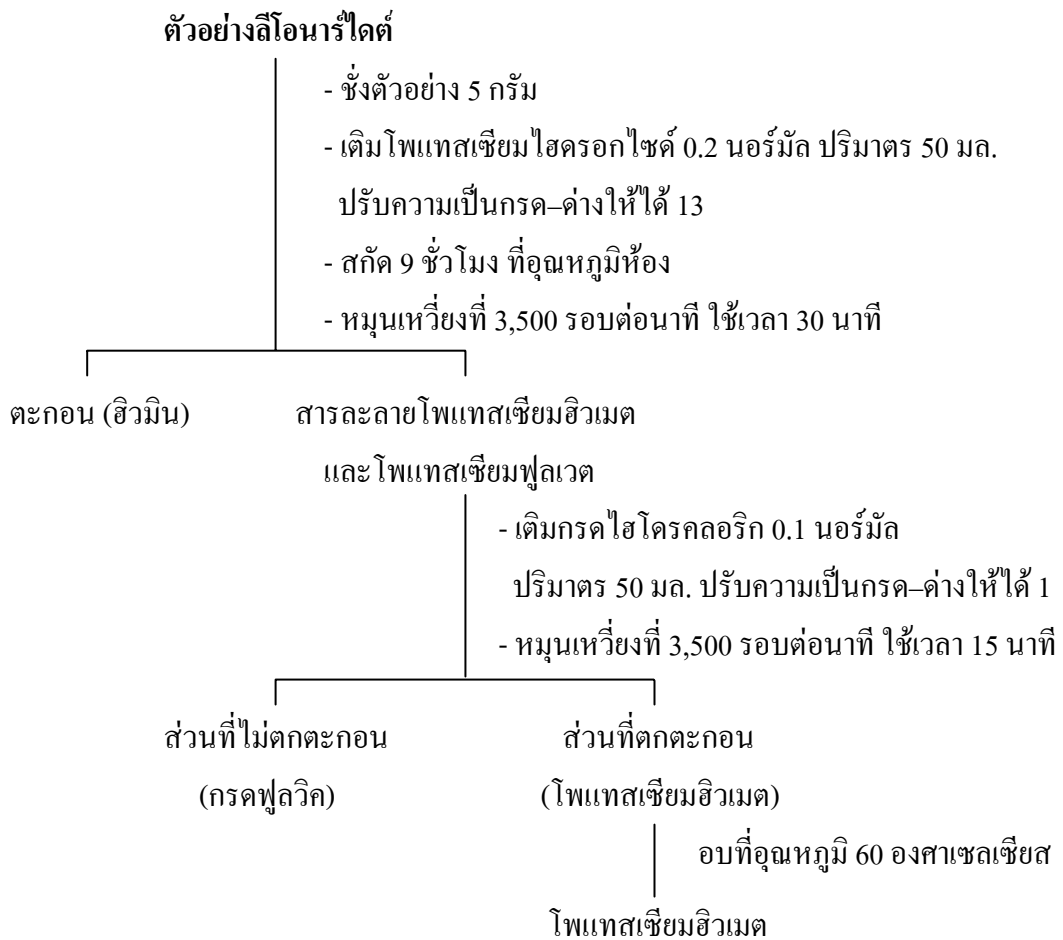 ตัวอย่างลีโอนาร์ไดต์
- ชั่งตัวอย่าง 5 กรัม
- เติมโพแทสเซียมไฮดรอกไซด์ 0.2 นอร์มัล ปริมาตร 50 มล.
ปรับความเป็นกรด–ด่างให้ได้ 13
- สกัด 9 ชั่วโมง ที่อุณหภูมิห้อง
- หมุนเหวี่ยงที่ 3,500 รอบต่อนาที ใช้เวลา 30 นาที
ตะกอน (ฮิวมิน)
สารละลายโพแทสเซียมฮิวเมต
และโพแทสเซียมฟูลเวต
- เติมกรดไฮโดรคลอริก 0.1 นอร์มัล
ปริมาตร 50 มล. ปรับความเป็นกรด–ด่างให้ได้ 1
- หมุนเหวี่ยงที่ 3,500 รอบต่อนาที ใช้เวลา 15 นาที
ส่วนที่ไม่ตกตะกอน
(กรดฟูลวิค)
ส่วนที่ตกตะกอน
(โพแทสเซียมฮิวเมต)
อบที่อุณหภูมิ 60 องศาเซลเซียส
โพแทสเซียมฮิวเมต